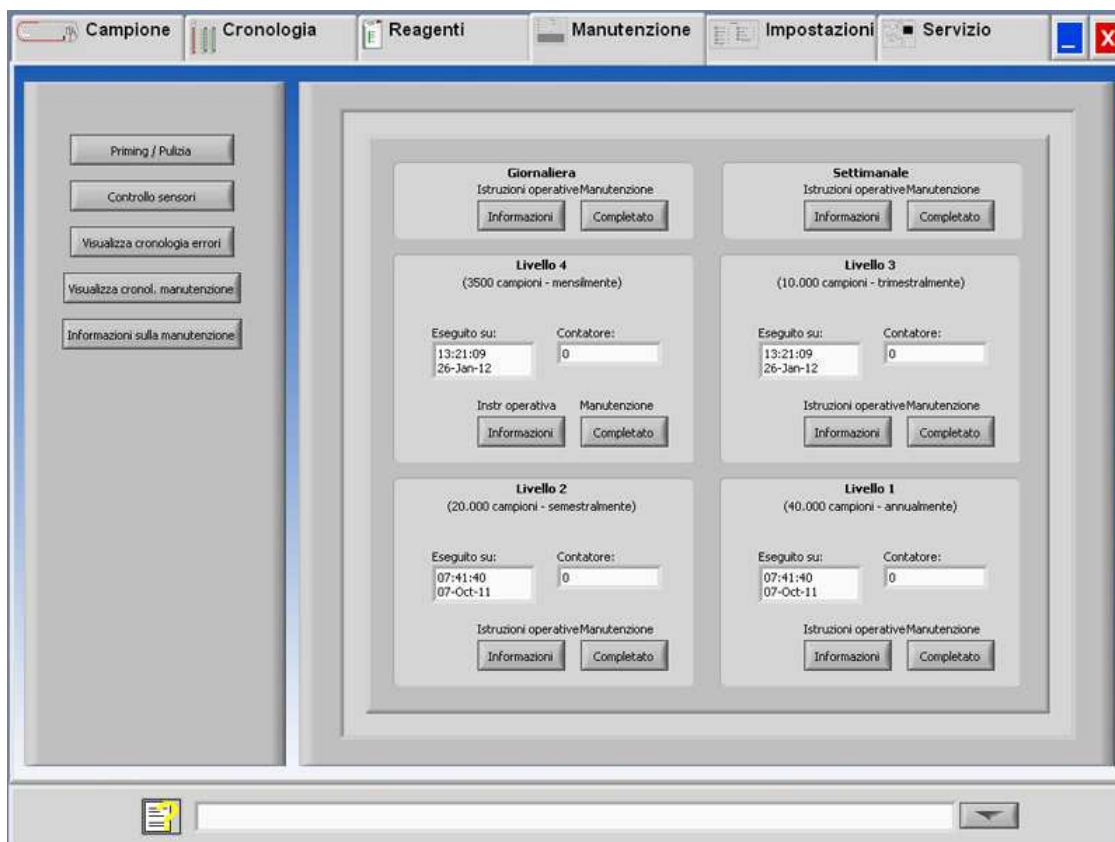 Campione
Cronologia
Reagenti
Manutenzione
Impostazioni
Servizio
X
Priming / Pulizia
Controllo sensori
Visualizza cronologia errori
Visualizza cronol. manutenzione
Informazioni sulla manutenzione
Giornaliera
Istruzioni operative Manutenzione
Informazioni Completato
Settimanale
Istruzioni operative Manutenzione
Informazioni Completato
Livello 4
(3500 campioni - mensilmente)
Eseguito su: Contatore:
13:21:09 0
26-Jan-12
Instr operativa Manutenzione
Informazioni Completato
Livello 3
(10.000 campioni - trimestralmente)
Eseguito su: Contatore:
13:21:09 0
26-Jan-12
Istruzioni operative Manutenzione
Informazioni Completato
Livello 2
(20.000 campioni - semestralmente)
Eseguito su: Contatore:
07:41:40 0
07-Oct-11
Istruzioni operative Manutenzione
Informazioni Completato
Livello 1
(40.000 campioni - annualmente)
Eseguito su: Contatore:
07:41:40 0
07-Oct-11
Istruzioni operative Manutenzione
Informazioni Completato
?